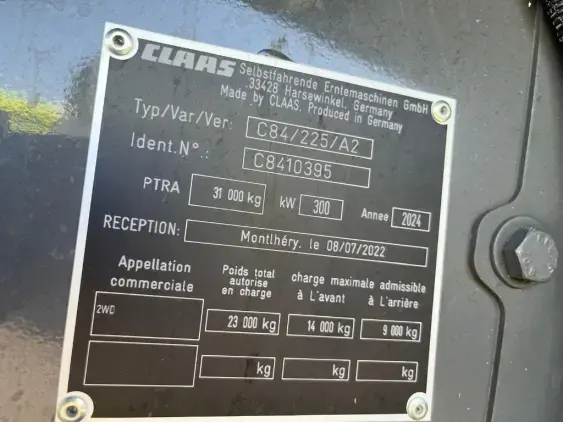 CLAAS Selbstfahrende Erntemaschinen GmbH
33428 Harsewinkel, Germany
Made by CLAAS, Produced in Germany
Typ/Var/Ver: C84/225/A2
Ident.N°.: C8410395
PTRA 31 000 kg kW 300 Annee 2024
RECEPTION: Montlhéry, le 08/07/2022
Appellation commerciale Poids total autorise en charge charge maximale admissible à L'avant à L'arrière
2WD 23 000 kg 14 000 kg 9 000 kg
kg kg kg